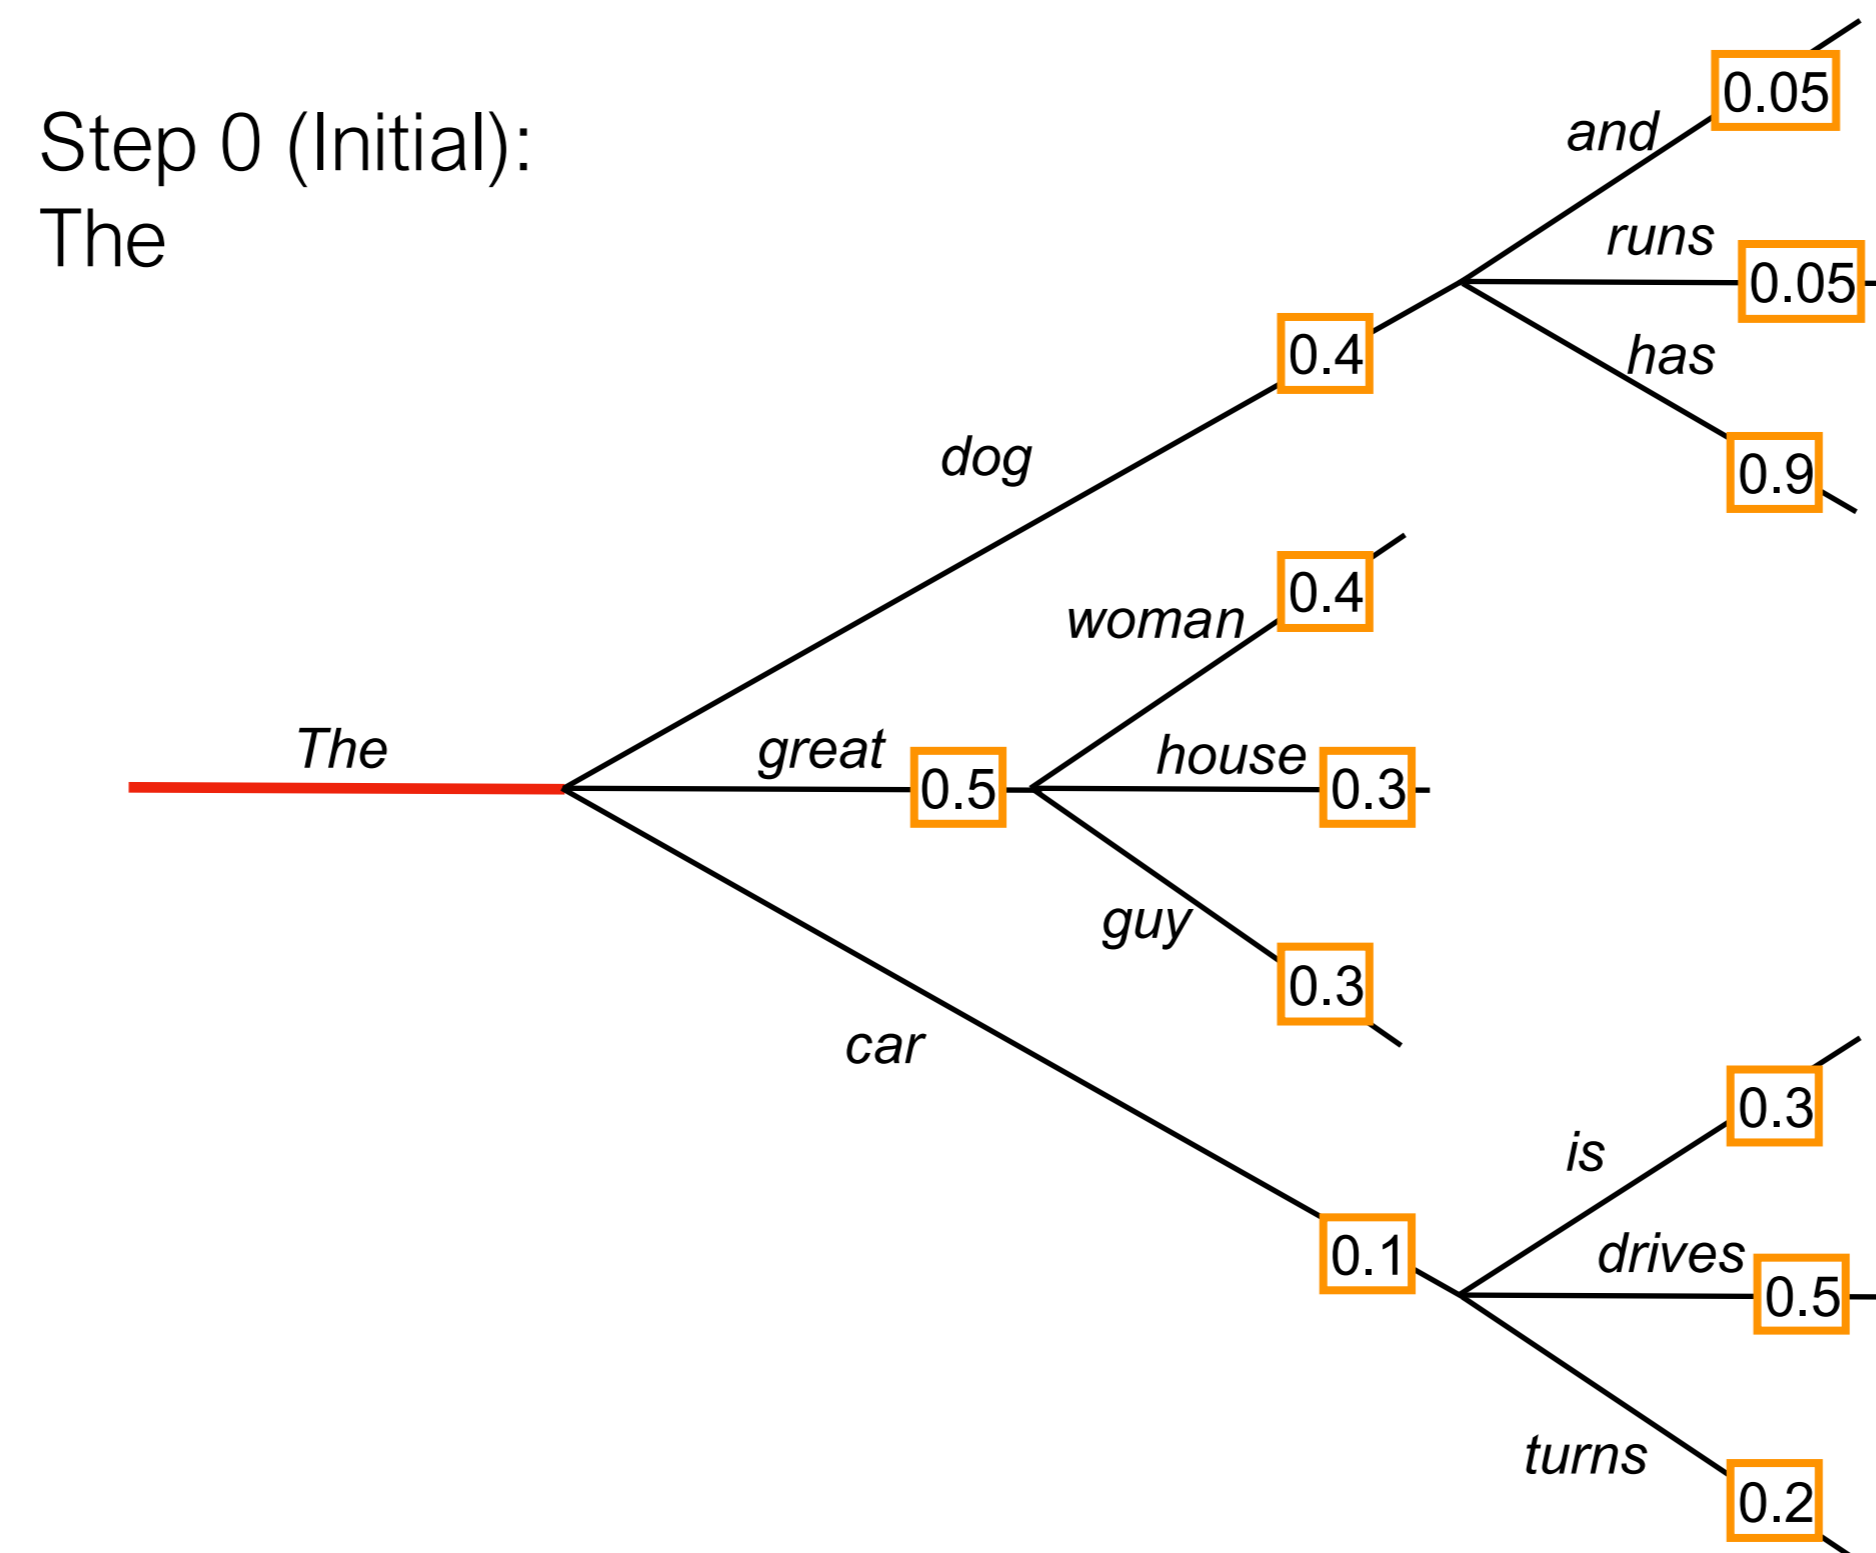 Step 0 (Initial):
The
and
0.05
runs
0.05
has
0.9
0.4
dog
woman
0.4
The
great
0.5
house
0.3
guy
0.3
car
0.1
is
0.3
drives
0.5
turns
0.2